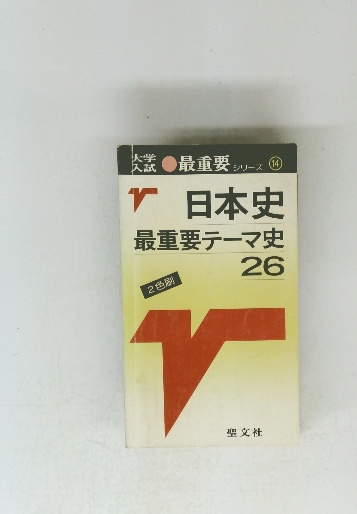 大学入試 ●最重要シリーズ ⑭
日本史
最重要テーマ史
26
2色刷
聖文社